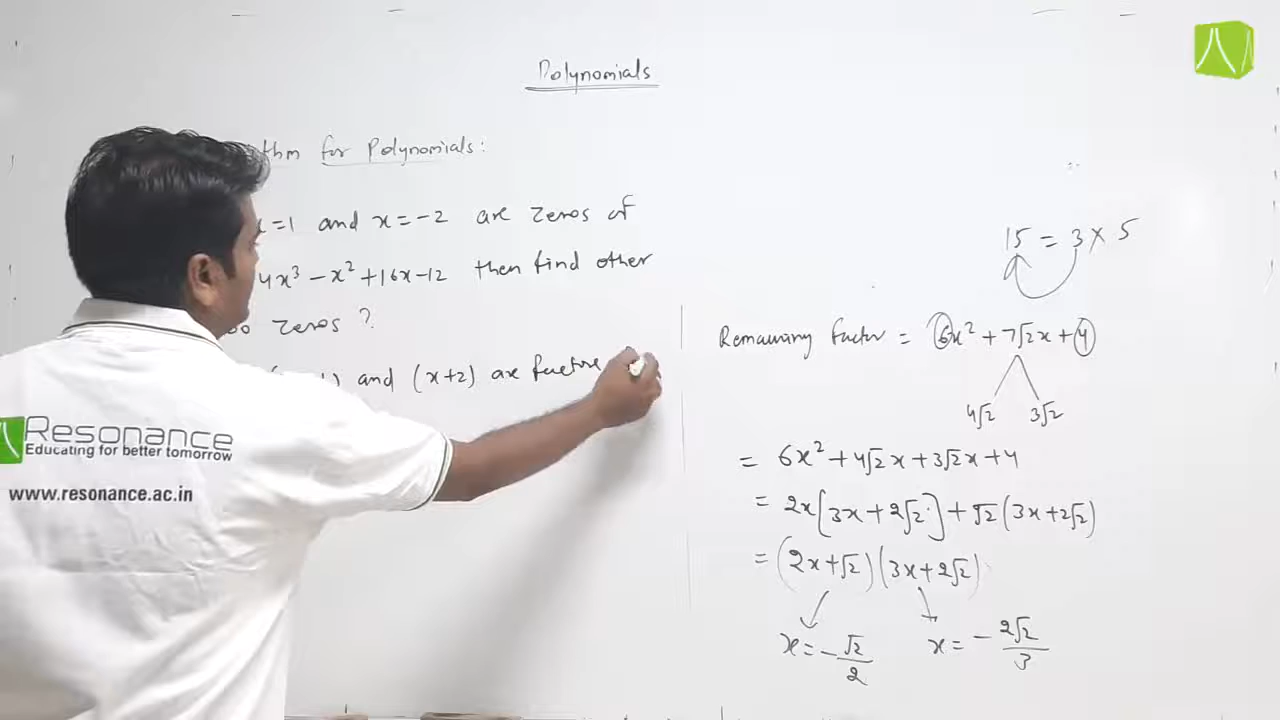 Polynomials
thm for Polynomials:
x=1 and x=-2 are zeros of
4x³ - x² + 16x - 12 then find other
zeros ?
and (x+2) are factors
15 = 3 × 5
Remaining factor = 6x² + 7√2x + 4
4√2 3√2
= 6x² + 4√2x + 3√2x + 4
= 2x[3x + 2√2] + √2(3x + 2√2)
= (2x + √2)(3x + 2√2)
x = -√2/2 x = -2√2/3
Resonance
Educating for better tomorrow
www.resonance.ac.in